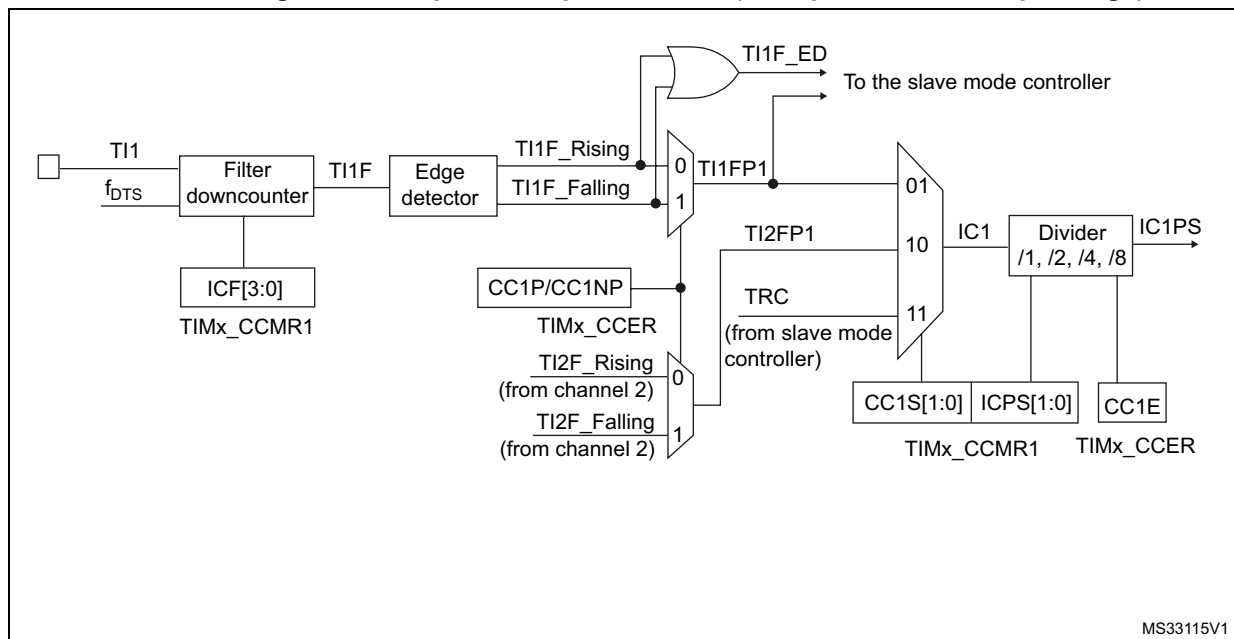 TI1F_ED
To the slave mode controller
TI1
fDTS
Filter
downcounter
TI1F
Edge
detector
TI1F_Rising
TI1F_Falling
0
1
TI1FP1
01
TI2FP1
10
TRC
11
(from slave mode
controller)
IC1
Divider
/1, /2, /4, /8
IC1PS
ICF[3:0]
TIMx_CCMR1
CC1P/CC1NP
TIMx_CCER
TI2F_Rising
(from channel 2)
0
TI2F_Falling
(from channel 2)
1
CC1S[1:0]
ICPS[1:0]
TIMx_CCMR1
CC1E
TIMx_CCER
MS33115V1